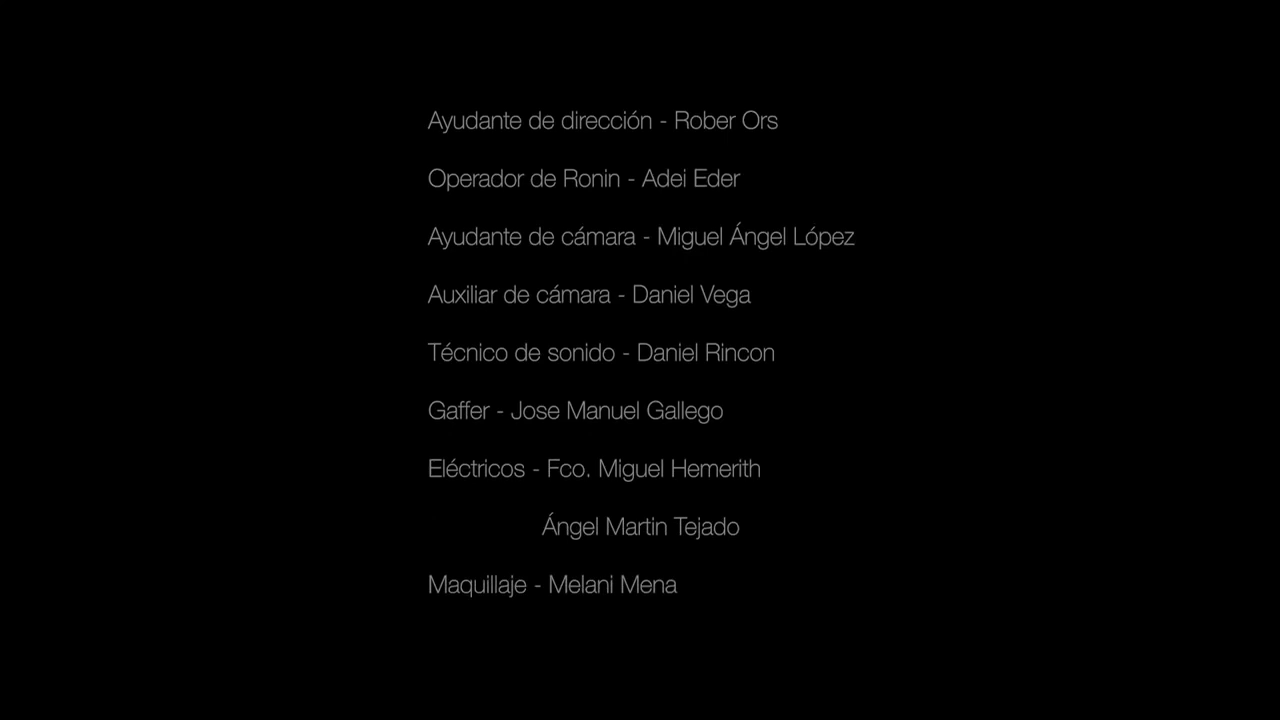 Ayudante de dirección - Rober Ors
Operador de Ronin - Adei Eder
Ayudante de cámara - Miguel Ángel López
Auxiliar de cámara - Daniel Vega
Técnico de sonido - Daniel Rincon
Gaffer - Jose Manuel Gallego
Eléctricos - Fco. Miguel Hemerith
Ángel Martin Tejado
Maquillaje - Melani Mena